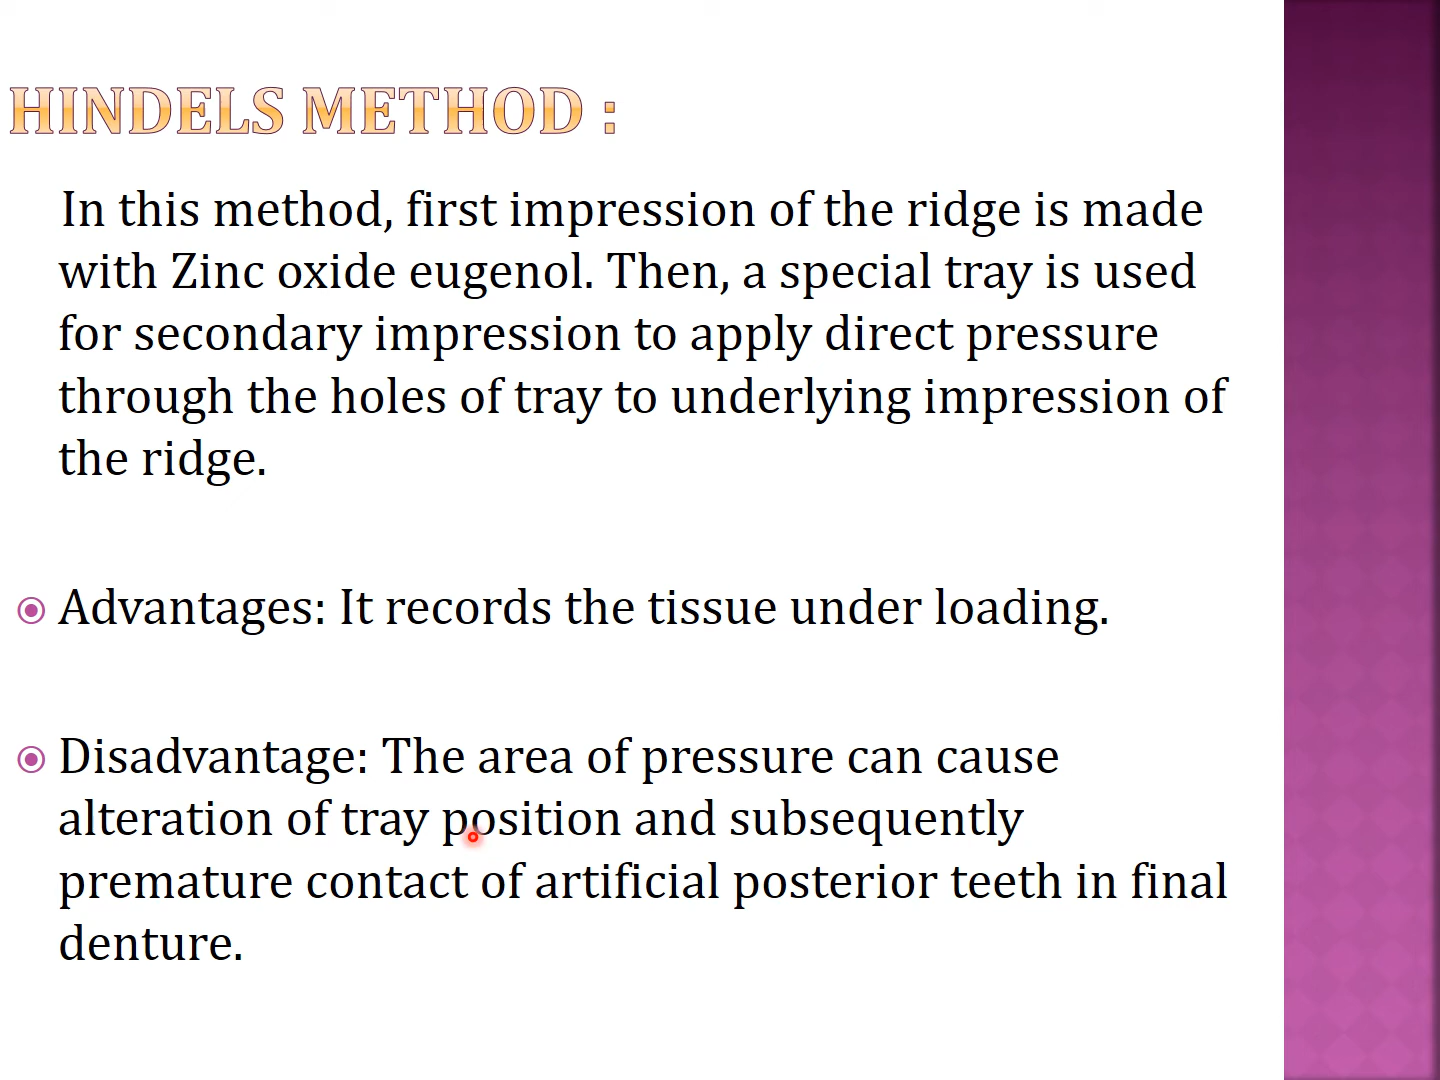 HINDELS METHOD :
In this method, first impression of the ridge is made
with Zinc oxide eugenol. Then, a special tray is used
for secondary impression to apply direct pressure
through the holes of tray to underlying impression of
the ridge.
Advantages: It records the tissue under loading.
Disadvantage: The area of pressure can cause
alteration of tray position and subsequently
premature contact of artificial posterior teeth in final
denture.